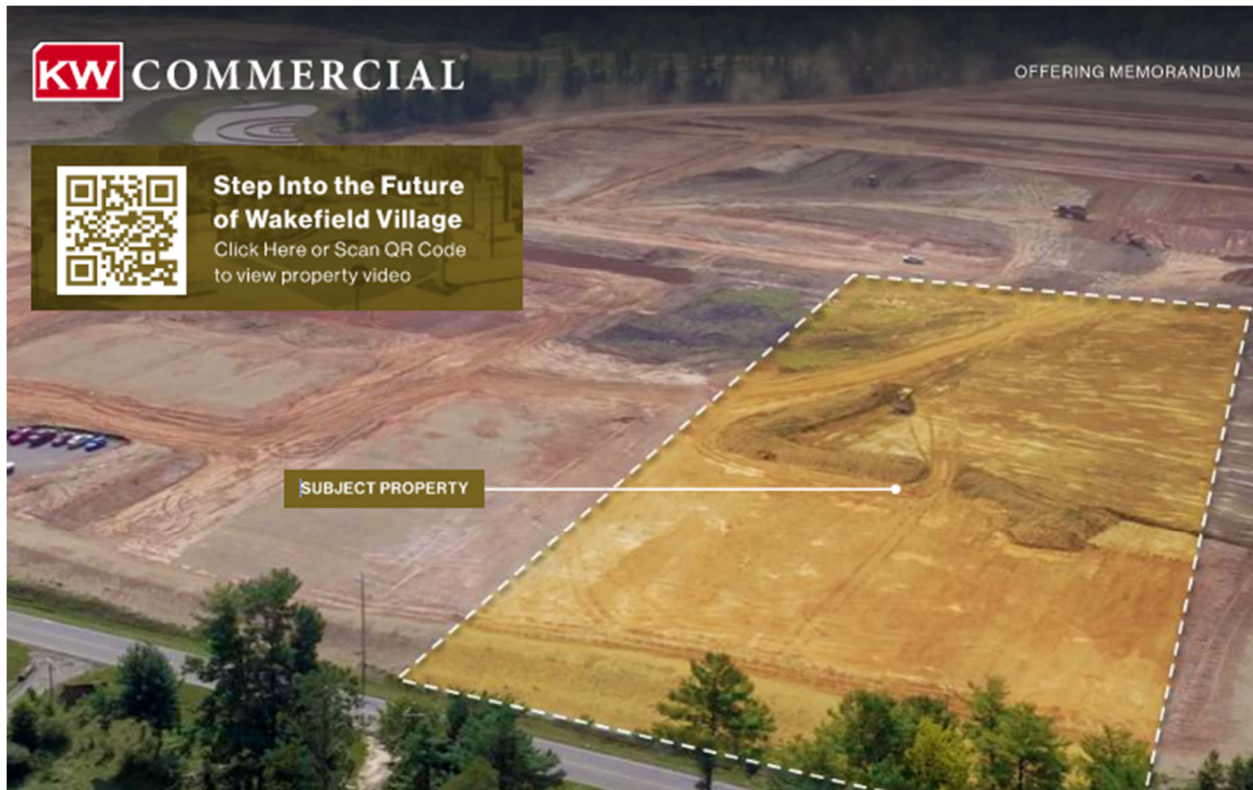 KW COMMERCIAL
OFFERING MEMORANDUM
Step Into the Future
of Wakefield Village
Click Here or Scan QR Code
to view property video
SUBJECT PROPERTY